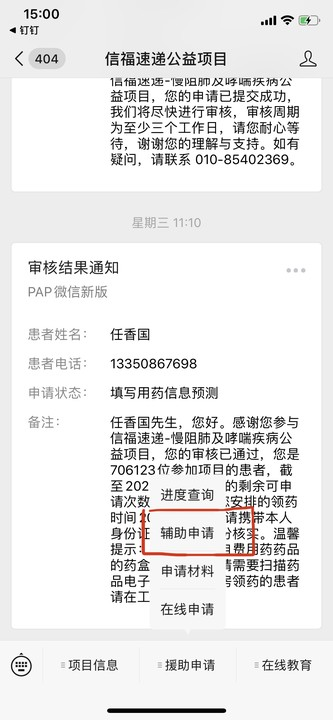 15:00
钉钉
404
信福速递公益项目
信福速递-慢阻肺及哮喘疾病公
益项目，您的申请已提交成功，
我们将尽快进行审核，审核周期
为至少三个工作日，请您耐心等
待，谢谢您的理解与支持。如有
疑问，请联系 010-85402369。
星期三 11:10
审核结果通知
PAP微信新版
患者姓名： 任香国
患者电话： 13350867698
申请状态： 填写用药信息预测
备注： 任香国先生，您好。感谢您参与
信福速递-慢阻肺及哮喘疾病公
益项目，您的审核已通过，您是
706123位参加项目的患者，截
至202 的剩余可申
请次数 安排的领药
时间 请携带本人
身份证 核实。温馨
提示： 费用药药品
的药盒 需要扫描药
品电子 房领药的患者
请在工
进度查询
辅助申请
申请材料
在线申请
项目信息
援助申请
在线教育